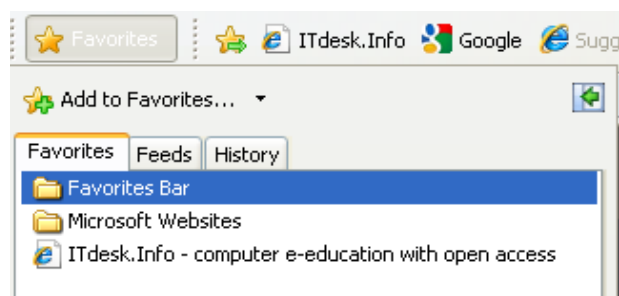 Favorites ITdesk.Info Google Sugg
Add to Favorites...
Favorites Feeds History
Favorites Bar
Microsoft Websites
ITdesk.Info - computer e-education with open access